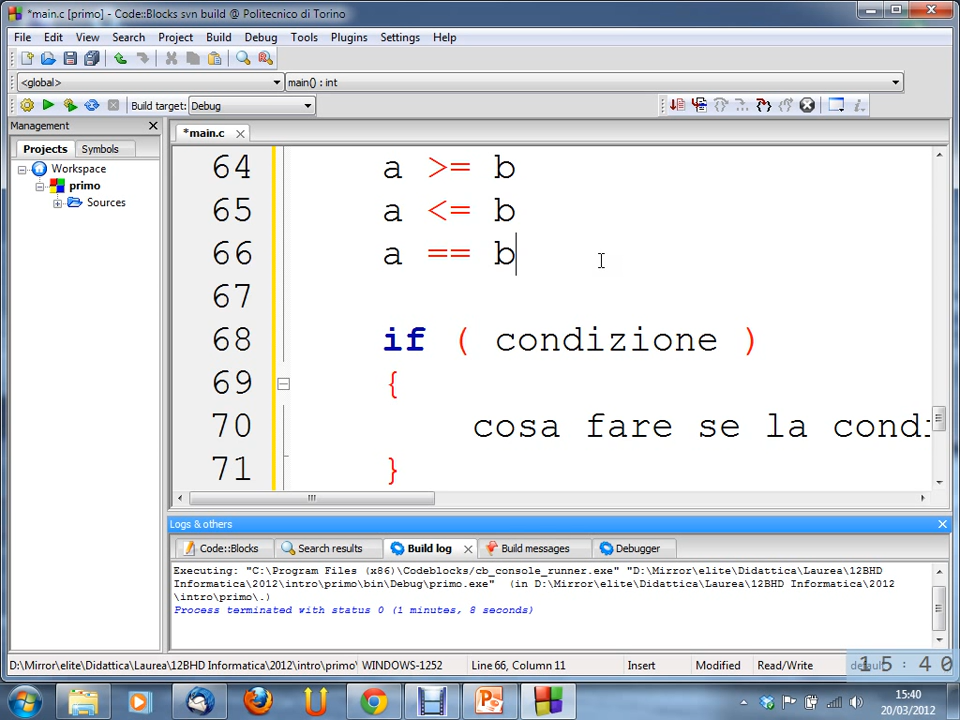 *main.c [primo] - Code::Blocks svn build @ Politecnico di Torino
File Edit View Search Project Build Debug Tools Plugins Settings Help
<global> main() : int
Build target: Debug
Management
*main.c
Projects Symbols
Workspace
primo
Sources
64 a >= b
65 a <= b
66 a == b
67
68 if ( condizione )
69 {
70 cosa fare se la condi
71 }
Logs & others
Code::Blocks Search results Build log Build messages Debugger
Executing: "C:\Program Files (x86)\Codeblocks/cb_console_runner.exe" "D:\Mirror\elite\Didattica\Laurea\12BHD
Informatica\2012\intro\primo\bin\Debug\primo.exe" (in D:\Mirror\elite\Didattica\Laurea\12BHD Informatica\2012
\intro\primo\.)
Process terminated with status 0 (1 minutes, 8 seconds)
D:\Mirror\elite\Didattica\Laurea\12BHD Informatica\2012\intro\primo\ WINDOWS-1252 Line 66, Column 11 Insert Modified Read/Write default
15:40
15:40
20/03/2012